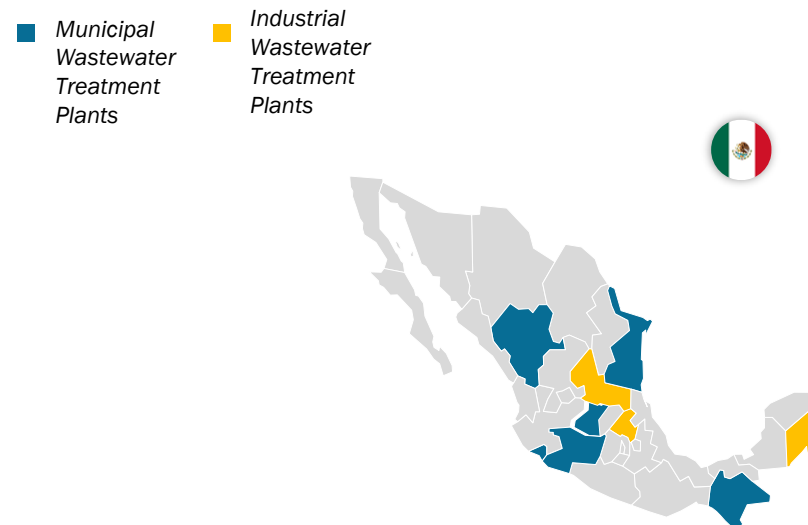 Municipal
Wastewater
Treatment
Plants
Industrial
Wastewater
Treatment
Plants